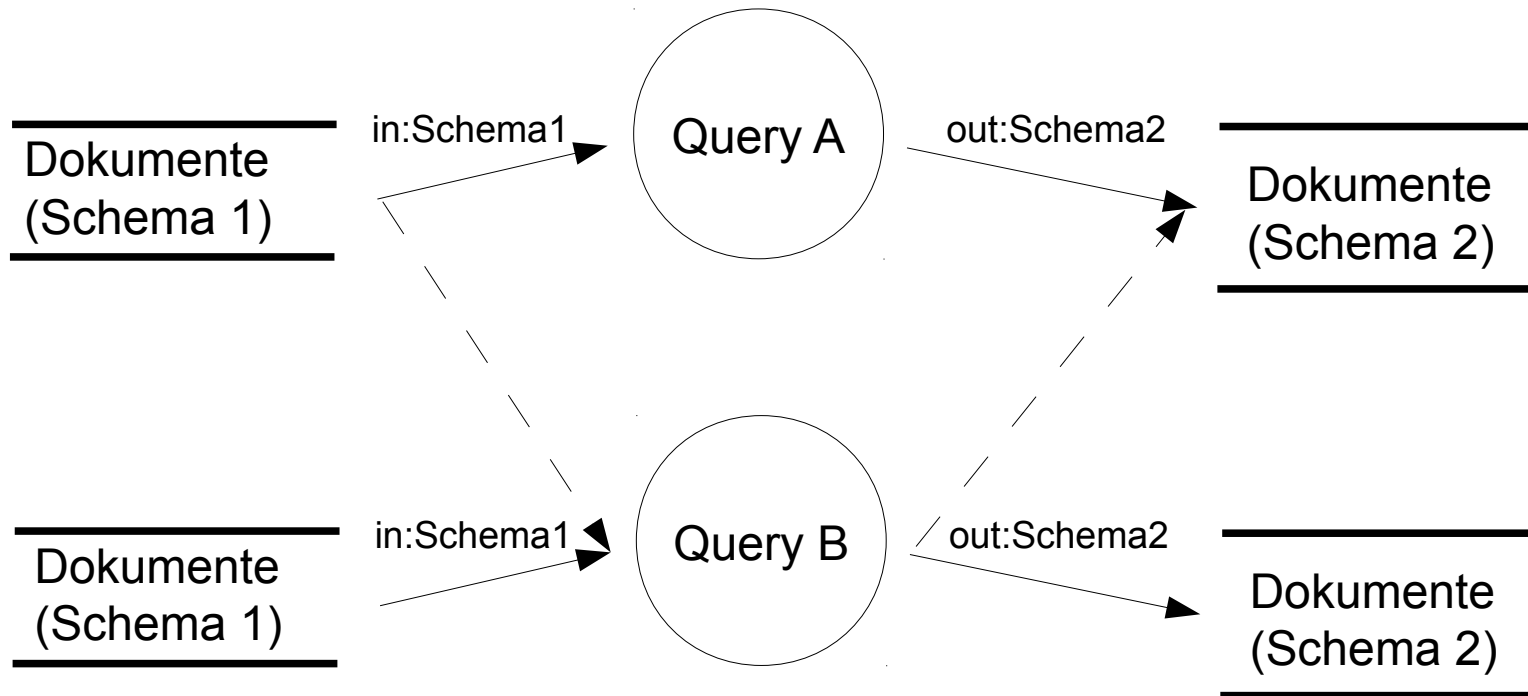 in:Schema1
Query A
out:Schema2
Dokumente
(Schema 1)
Dokumente
(Schema 2)
in:Schema1
Query B
out:Schema2
Dokumente
(Schema 1)
Dokumente
(Schema 2)